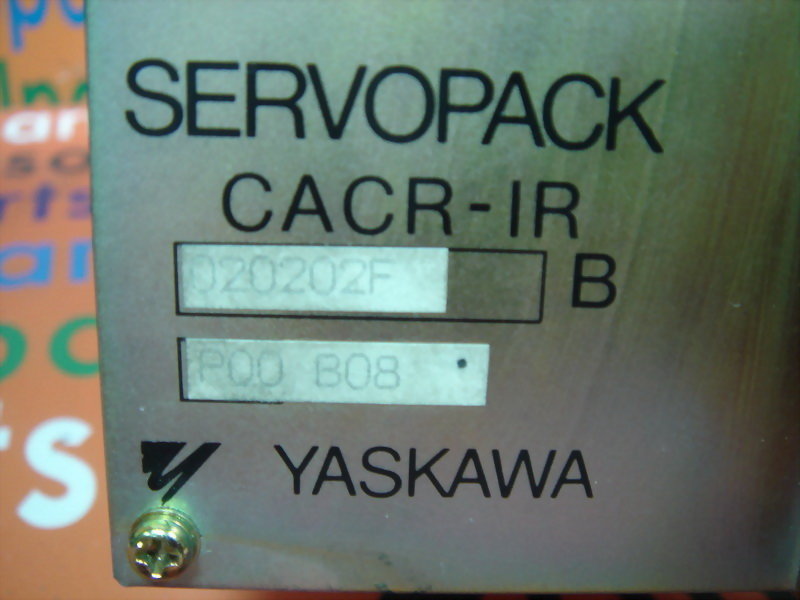 SERVOPACK
CACR-IR
020202F B
P00 B08
YASKAWA